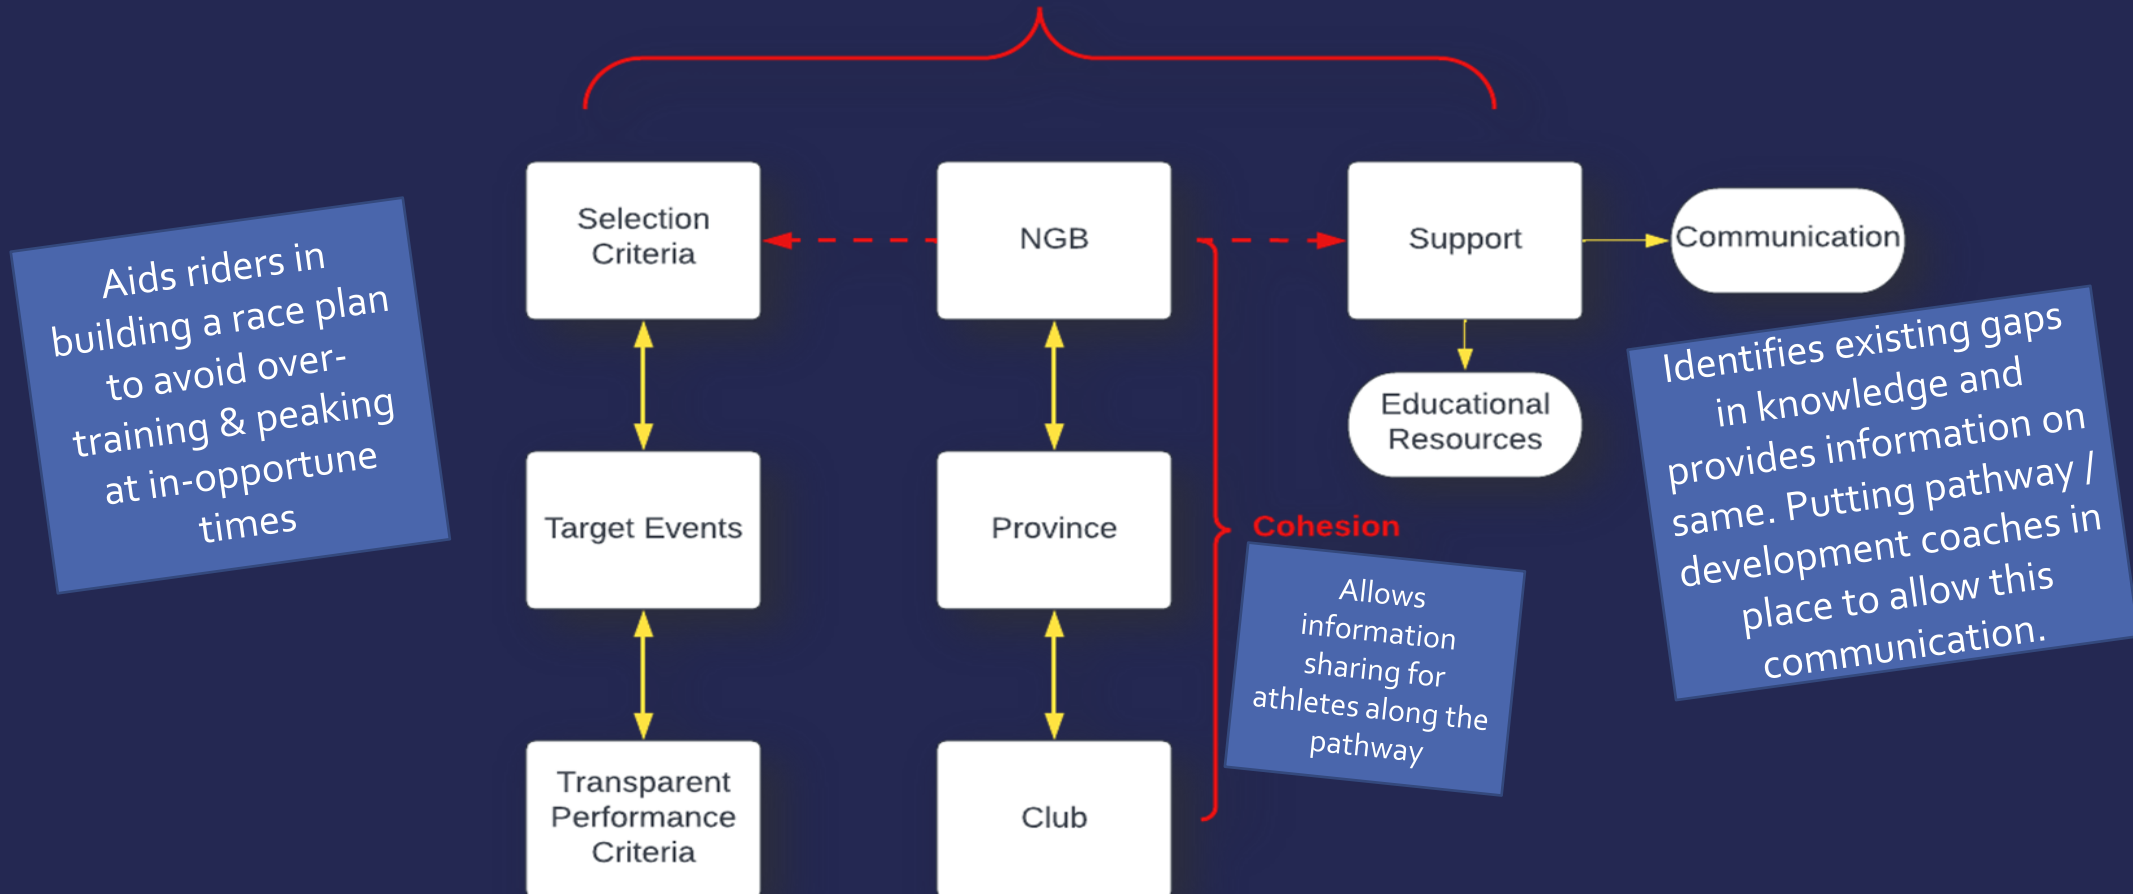 Aids riders in
building a race plan
to avoid over-
training & peaking
at in-opportune
times
Selection
Criteria
NGB
Support
Communication
Educational
Resources
Target Events
Province
Cohesion
Allows
information
sharing for
athletes along the
pathway
Identifies existing gaps
in knowledge and
provides information on
same. Putting pathway /
development coaches in
place to allow this
communication.
Transparent
Performance
Criteria
Club